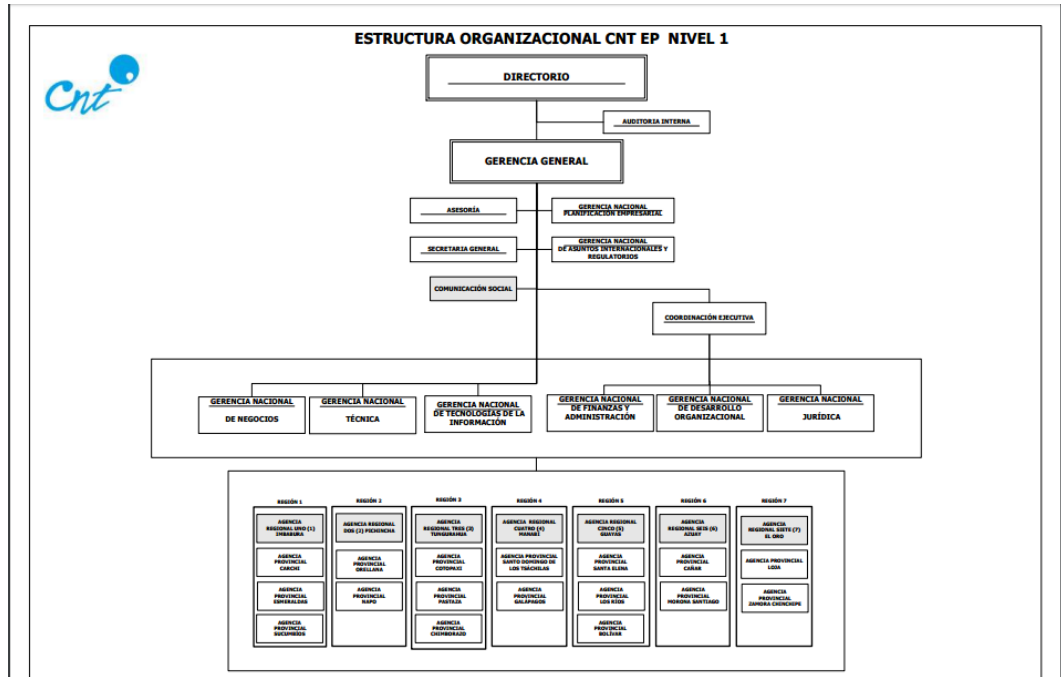 ESTRUCTURA ORGANIZACIONAL CNT EP NIVEL 1
Cnt
DIRECTORIO
AUDITORIA INTERNA
GERENCIA GENERAL
ASESORÍA
GERENCIA NACIONAL
PLANIFICACIÓN EMPRESARIAL
SECRETARIA GENERAL
GERENCIA NACIONAL
DE ASUNTOS INTERNACIONALES Y
REGULATORIOS
COMUNICACIÓN SOCIAL
COORDINACIÓN EJECUTIVA
GERENCIA NACIONAL
DE NEGOCIOS
GERENCIA NACIONAL
TÉCNICA
GERENCIA NACIONAL
DE TECNOLOGÍAS DE LA
INFORMACIÓN
GERENCIA NACIONAL
DE FINANZAS Y
ADMINISTRACIÓN
GERENCIA NACIONAL
DE DESARROLLO
ORGANIZACIONAL
GERENCIA NACIONAL
JURÍDICA
REGIÓN 1
AGENCIA
REGIONAL UNO (1)
IMBABURA
AGENCIA
PROVINCIAL
CARCHI
AGENCIA
PROVINCIAL
ESMERALDAS
AGENCIA
PROVINCIAL
SUCUMBÍOS
REGIÓN 2
AGENCIA REGIONAL
DOS (2) PICHINCHA
AGENCIA
PROVINCIAL
ORELLANA
AGENCIA
PROVINCIAL
NAPO
REGIÓN 3
AGENCIA
REGIONAL TRES (3)
TUNGURAHUA
AGENCIA
PROVINCIAL
COTOPAXI
AGENCIA
PROVINCIAL
PASTAZA
AGENCIA
PROVINCIAL
CHIMBORAZO
REGIÓN 4
AGENCIA REGIONAL
CUATRO (4)
MANABÍ
AGENCIA PROVINCIAL
SANTO DOMINGO DE
LOS TSÁCHILAS
AGENCIA
PROVINCIAL
GALÁPAGOS
REGIÓN 5
AGENCIA REGIONAL
CINCO (5)
GUAYAS
AGENCIA
PROVINCIAL
SANTA ELENA
AGENCIA
PROVINCIAL
LOS RÍOS
AGENCIA
PROVINCIAL
BOLÍVAR
REGIÓN 6
AGENCIA
REGIONAL SEIS (6)
AZUAY
AGENCIA
PROVINCIAL
CAÑAR
AGENCIA
PROVINCIAL
MORONA SANTIAGO
REGIÓN 7
AGENCIA
REGIONAL SIETE (7)
EL ORO
AGENCIA PROVINCIAL
LOJA
AGENCIA
PROVINCIAL
ZAMORA CHINCHIPE